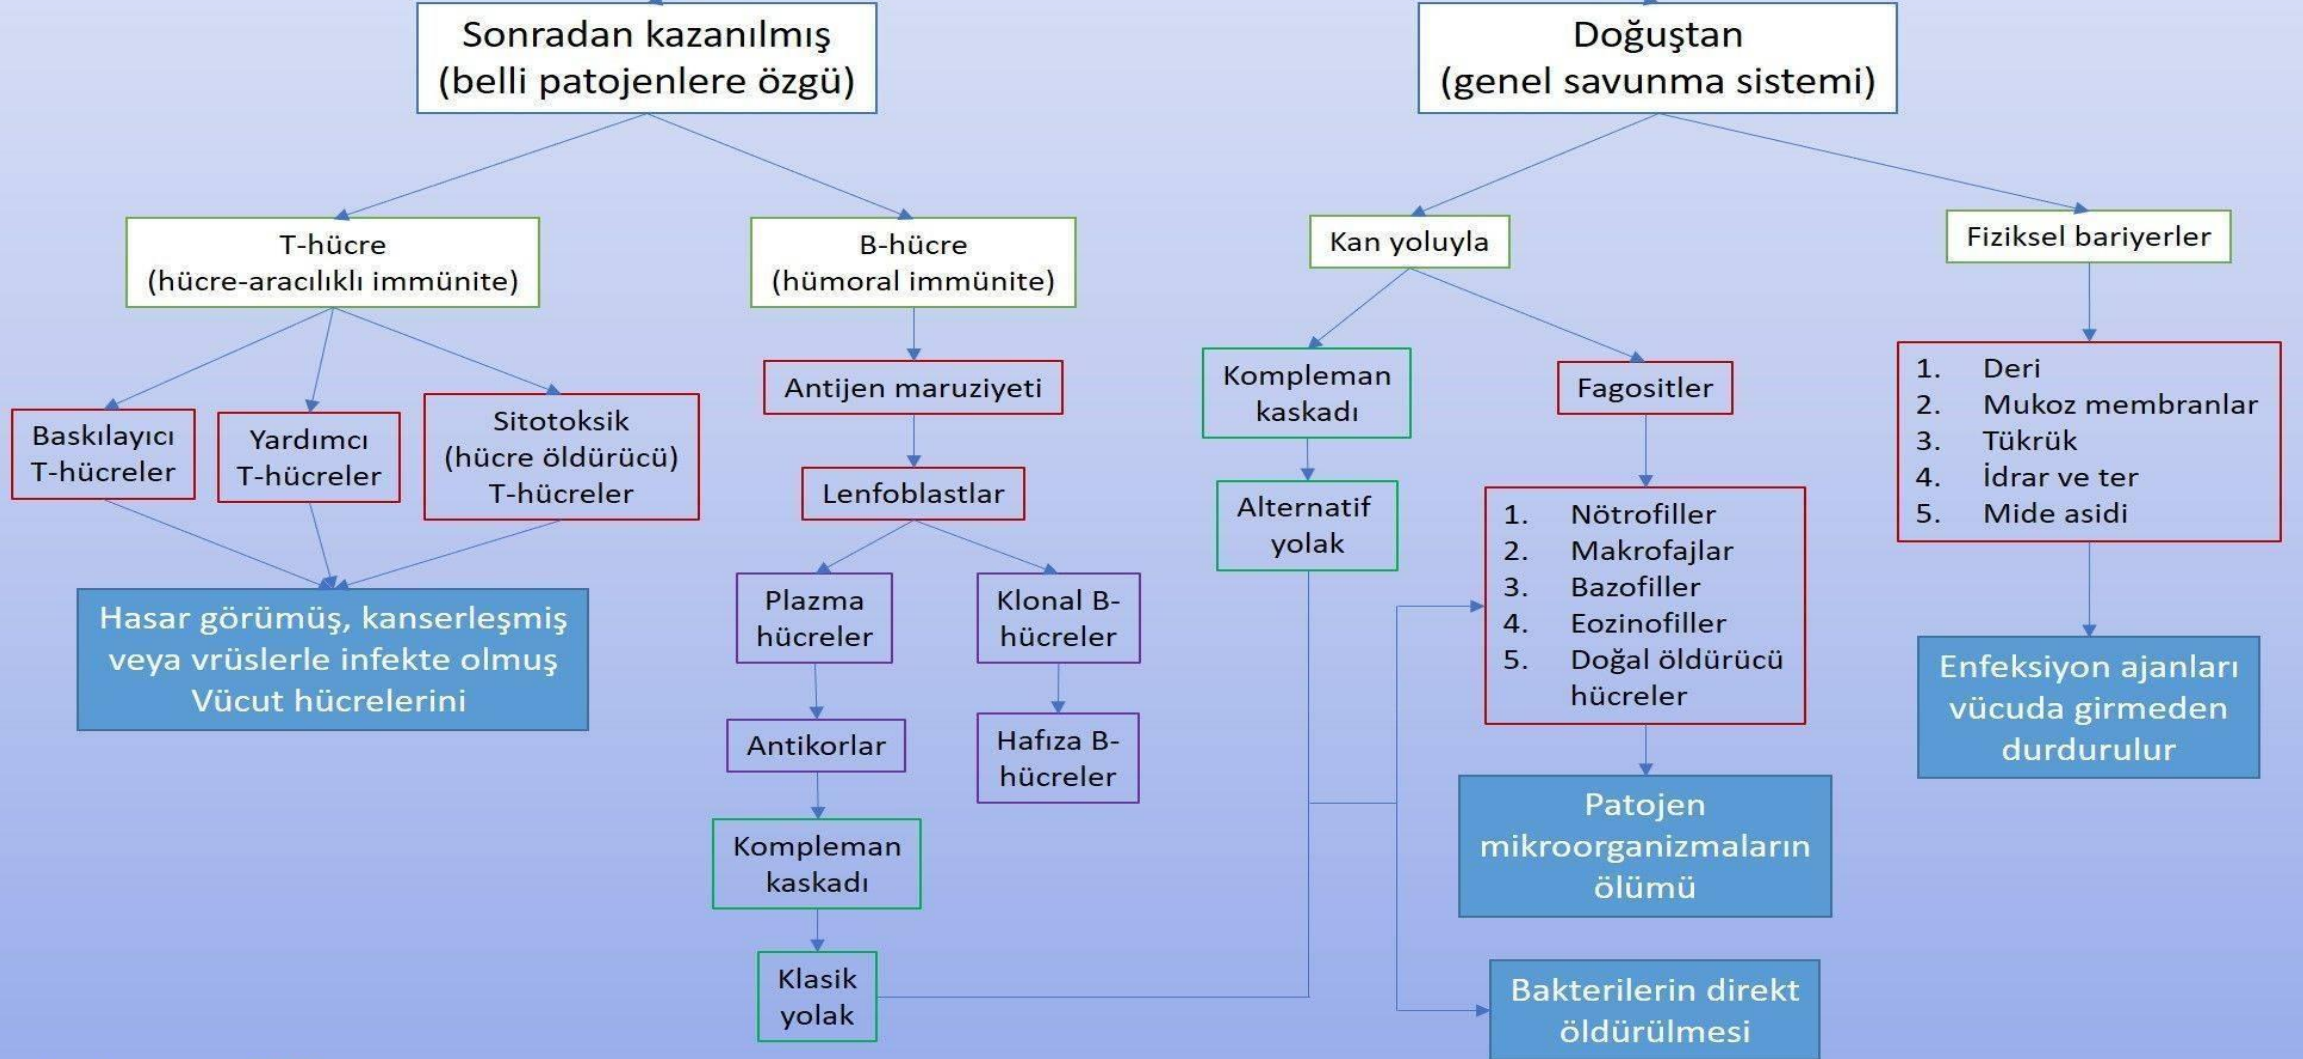 Sonradan kazanılmış
(belli patojenlere özgü)
Doğuştan
(genel savunma sistemi)
T-hücre
(hücre-aracılıklı immünite)
B-hücre
(hümoral immünite)
Kan yoluyla
Fiziksel bariyerler
Baskılayıcı
T-hücreler
Yardımcı
T-hücreler
Sitotoksik
(hücre öldürücü)
T-hücreler
Hasar görümüş, kanserleşmiş
veya vrüslerle infekte olmuş
Vücut hücrelerini
Antijen maruziyeti
Lenfoblastlar
Plazma
hücreler
Klonal B-
hücreler
Antikorlar
Hafıza B-
hücreler
Kompleman
kaskadı
Klasik
yolak
Kompleman
kaskadı
Alternatif
yolak
Fagositler
1. Nötrofiller
2. Makrofajlar
3. Bazofiller
4. Eozinofiller
5. Doğal öldürücü
hücreler
Patojen
mikroorganizmaların
ölümü
Bakterilerin direkt
öldürülmesi
1. Deri
2. Mukoz membranlar
3. Tükrük
4. İdrar ve ter
5. Mide asidi
Enfeksiyon ajanları
vücuda girmeden
durdurulur